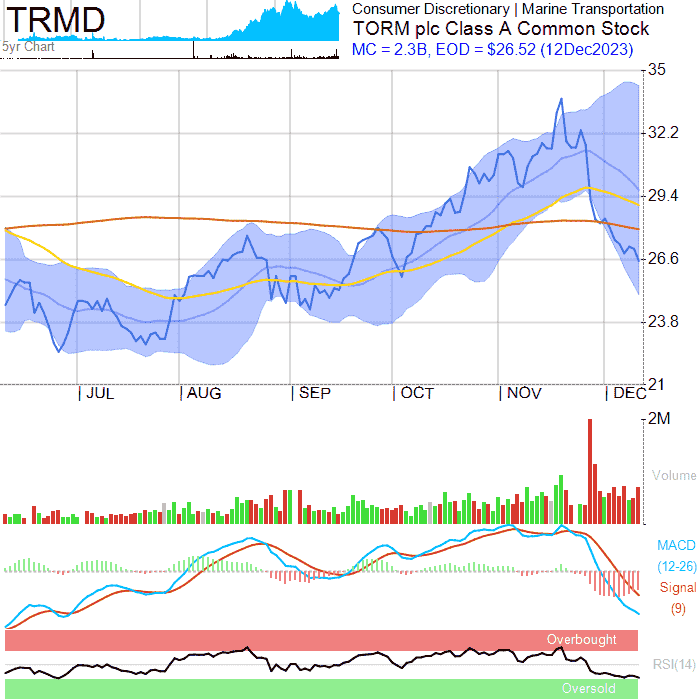 TRMD
Consumer Discretionary | Marine Transportation
TORM plc Class A Common Stock
MC = 2.3B, EOD = $26.52 (12Dec2023)
5yr Chart
35
32.2
29.4
26.6
23.8
21
| JUL | AUG | SEP | OCT | NOV | DEC
2M
Volume
MACD
(12-26)
Signal
(9)
Overbought
RSI(14)
Oversold